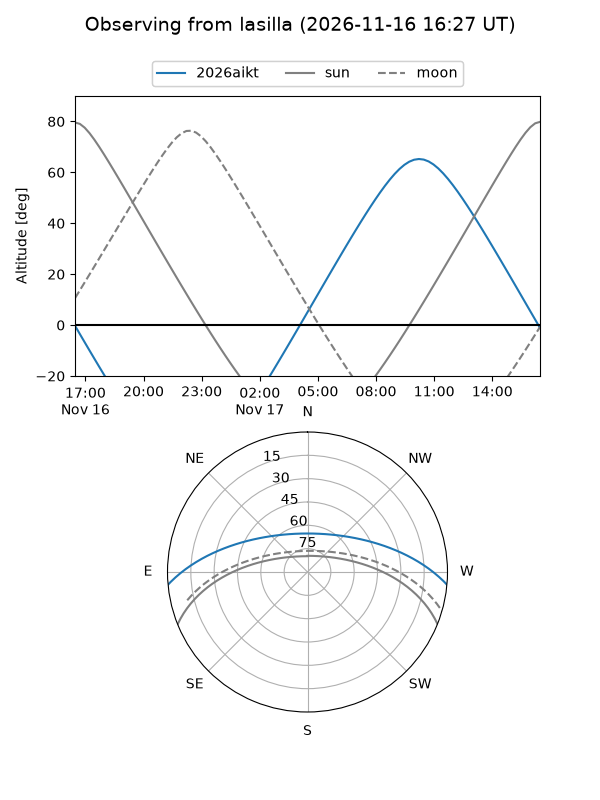 Observing from lasilla (2026-11-16 16:27 UT)
2026aikt sun moon
Altitude [deg]
80
60
40
20
0
−20
17:00 20:00 23:00 02:00 05:00 08:00 11:00 14:00
Nov 16 Nov 17
N
NE NW
15
30
45
60
75
E W
SE SW
S